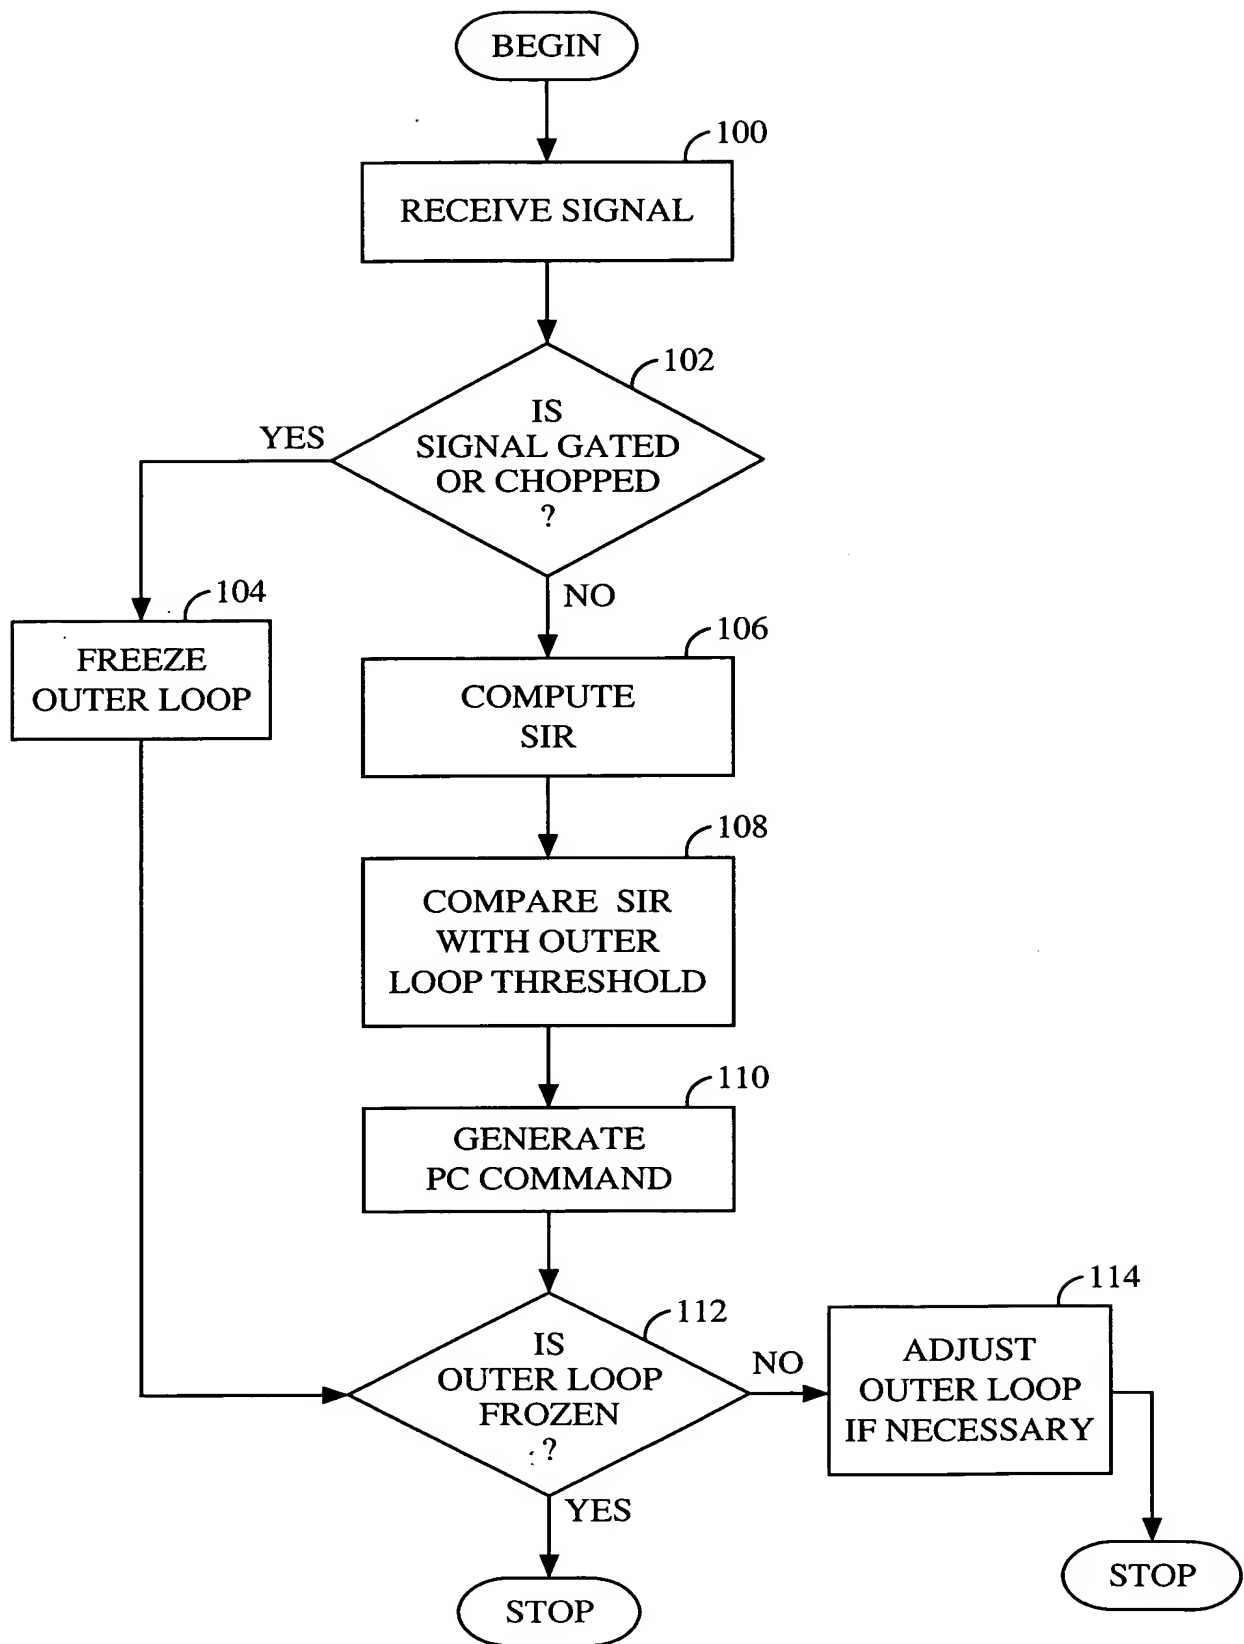 BEGIN
100
RECEIVE SIGNAL
102
IS
SIGNAL GATED
OR CHOPPED
?
YES
NO
104
FREEZE
OUTER LOOP
106
COMPUTE
SIR
108
COMPARE SIR
WITH OUTER
LOOP THRESHOLD
110
GENERATE
PC COMMAND
112
IS
OUTER LOOP
FROZEN
?
NO
114
ADJUST
OUTER LOOP
IF NECESSARY
YES
STOP
STOP